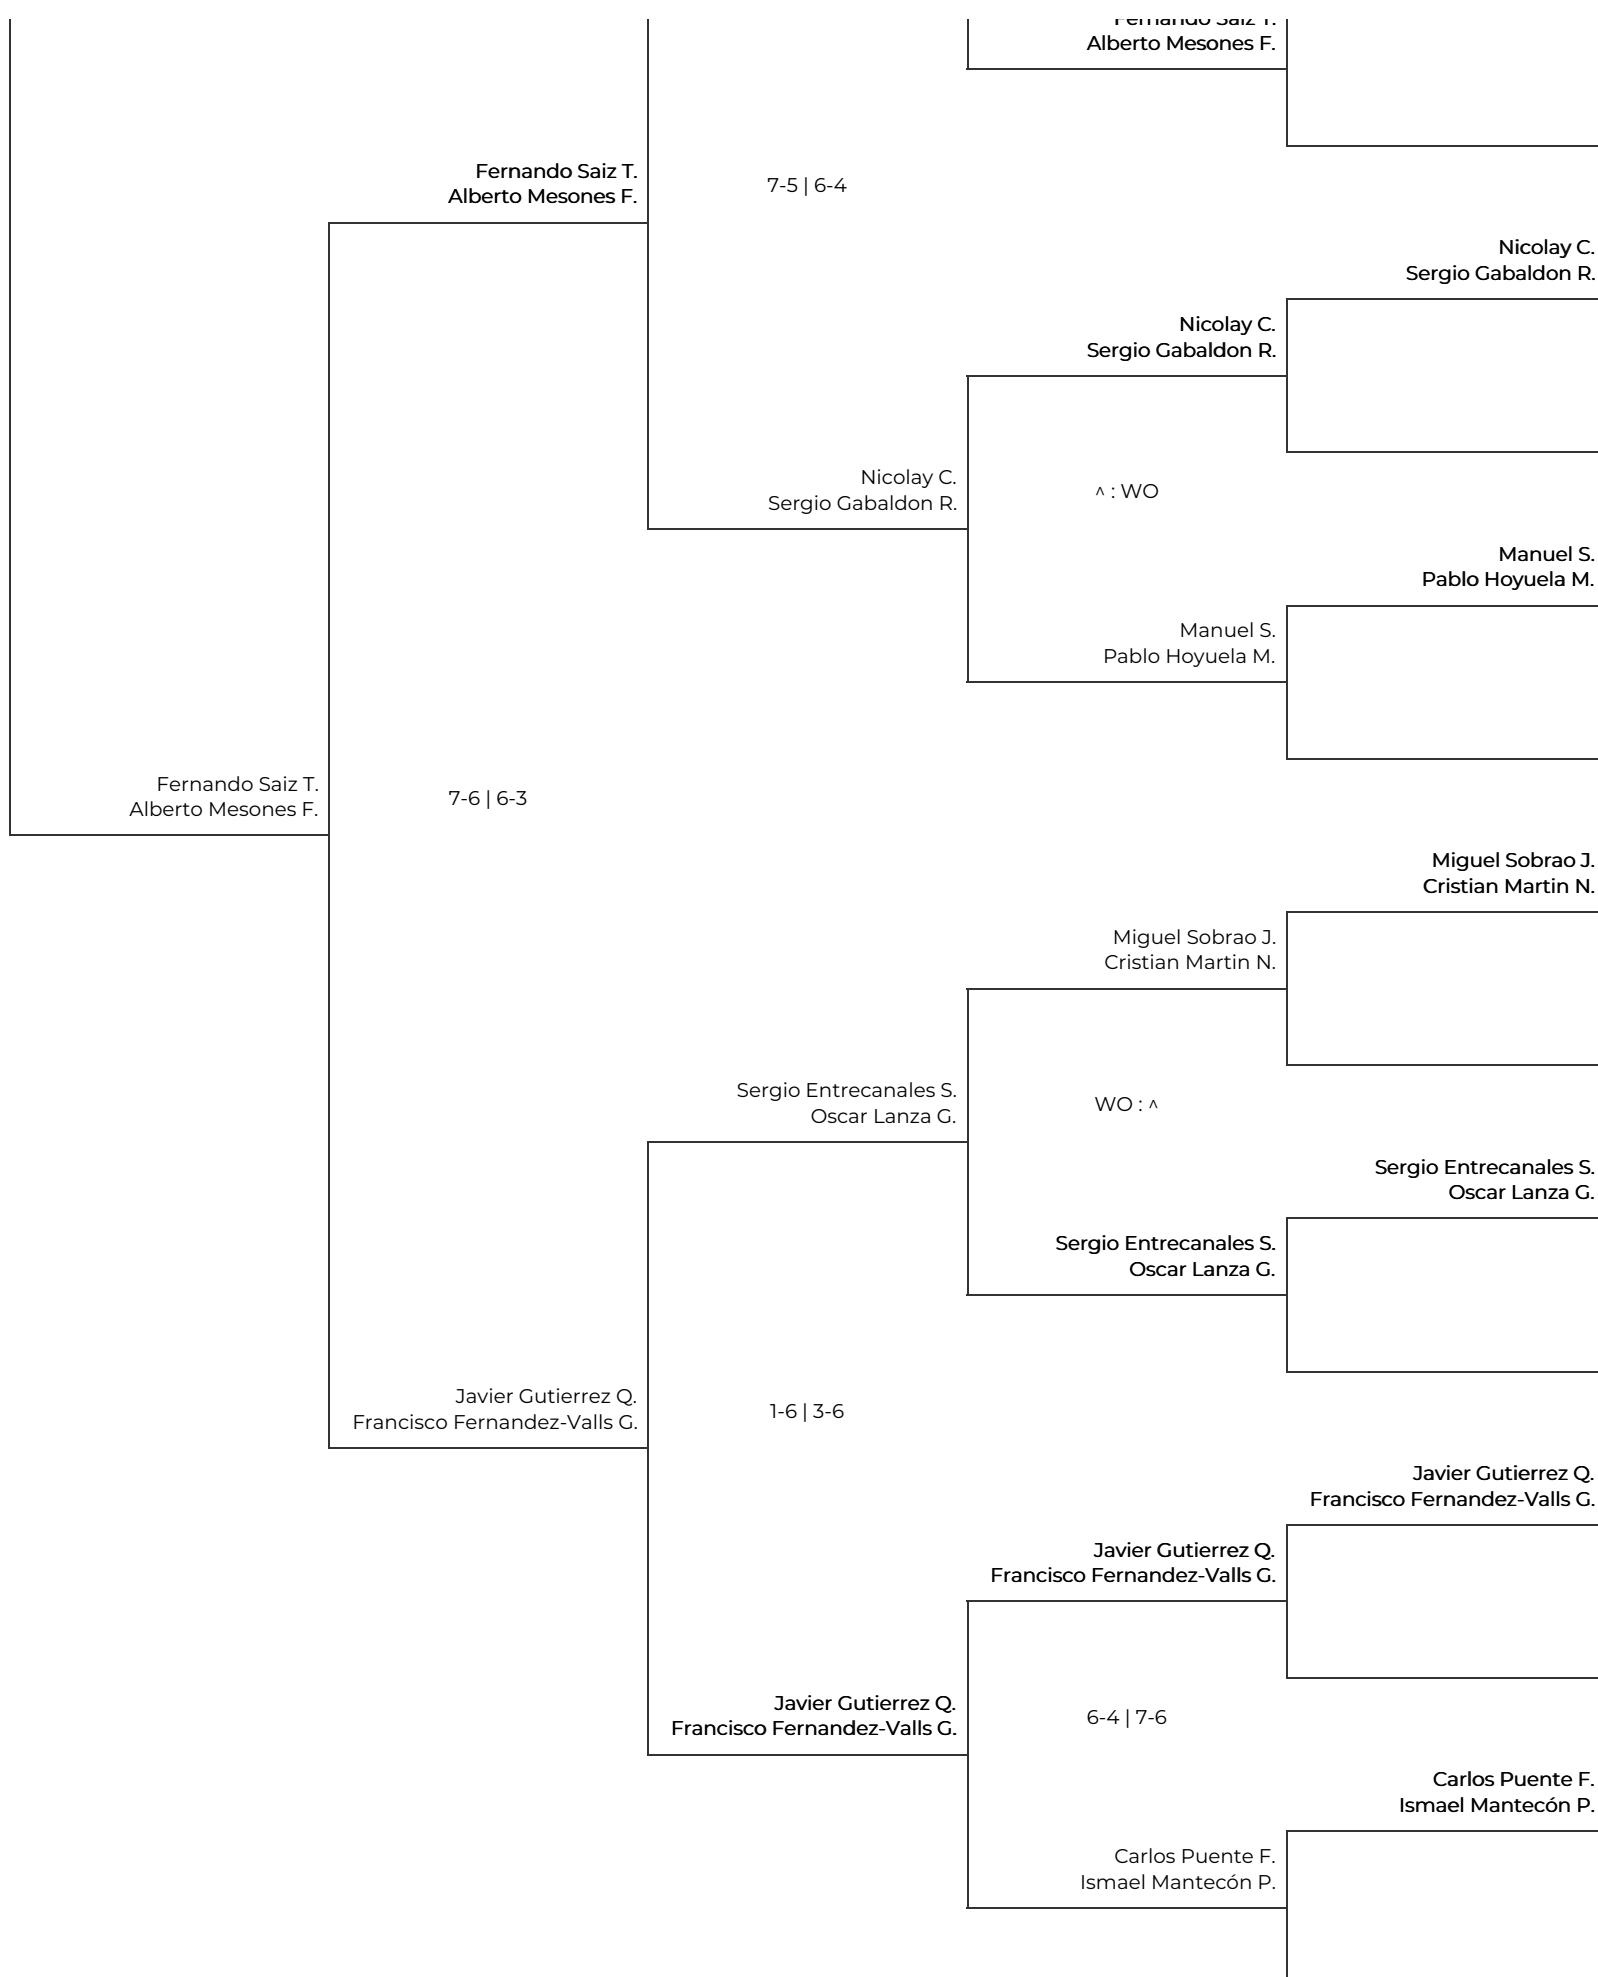 Fernando Saiz T.
Alberto Mesones F.
Fernando Saiz T.
Alberto Mesones F.
7-5 | 6-4
Nicolay C.
Sergio Gabaldon R.
Nicolay C.
Sergio Gabaldon R.
Nicolay C.
Sergio Gabaldon R.
^ : WO
Manuel S.
Pablo Hoyuela M.
Manuel S.
Pablo Hoyuela M.
Fernando Saiz T.
Alberto Mesones F.
7-6 | 6-3
Miguel Sobrao J.
Cristian Martin N.
Miguel Sobrao J.
Cristian Martin N.
Sergio Entrecanales S.
Oscar Lanza G.
WO : ^
Sergio Entrecanales S.
Oscar Lanza G.
Sergio Entrecanales S.
Oscar Lanza G.
Javier Gutierrez Q.
Francisco Fernandez-Valls G.
1-6 | 3-6
Javier Gutierrez Q.
Francisco Fernandez-Valls G.
Javier Gutierrez Q.
Francisco Fernandez-Valls G.
Javier Gutierrez Q.
Francisco Fernandez-Valls G.
6-4 | 7-6
Carlos Puente F.
Ismael Mantecón P.
Carlos Puente F.
Ismael Mantecón P.